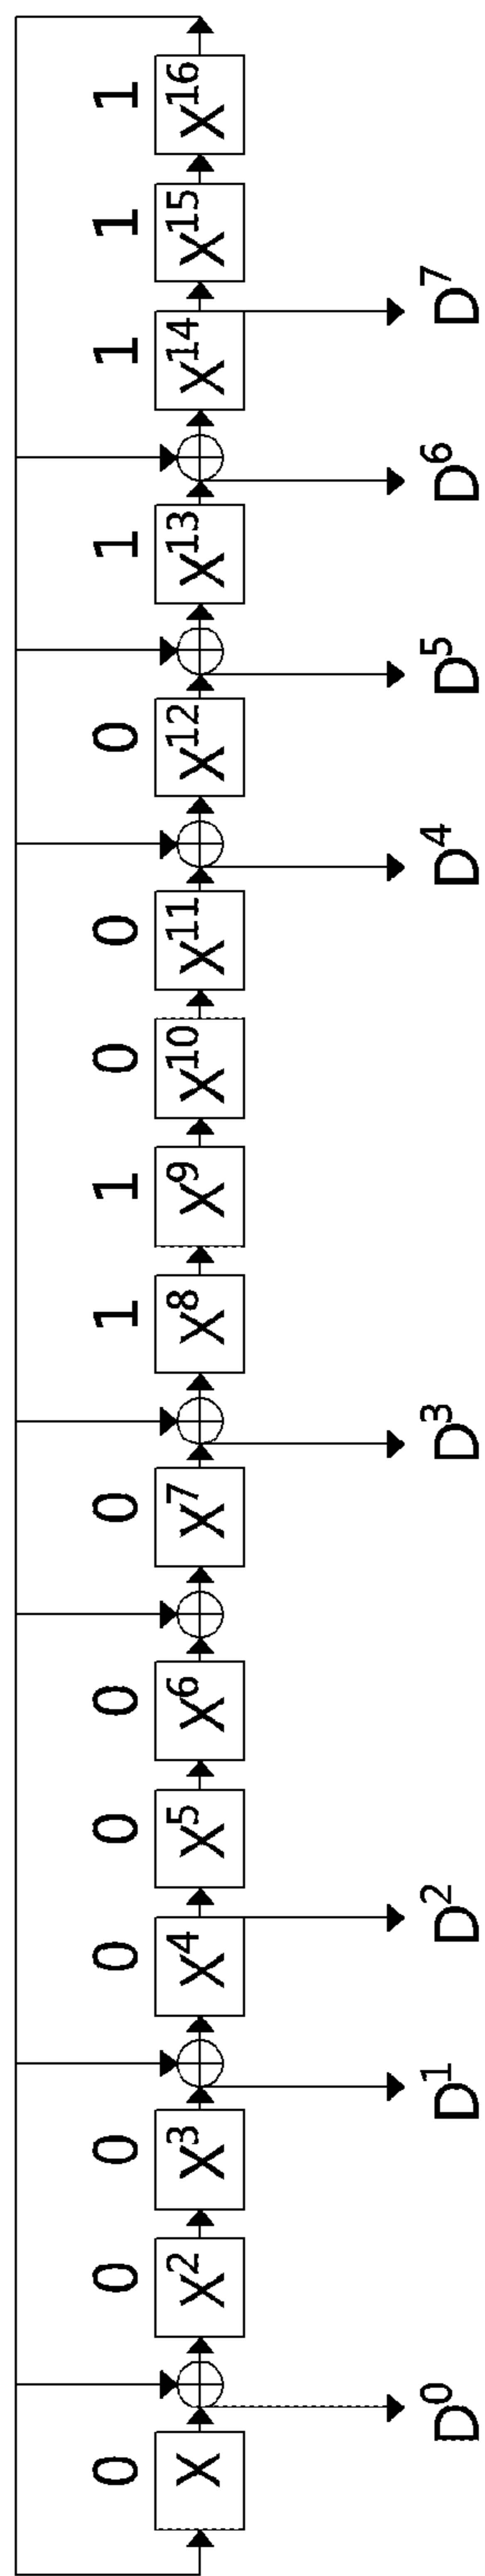 0 0 0 0 0 0 0 1 1 0 0 0 1 1 1 1
X X² X³ X⁴ X⁵ X⁶ X⁷ X⁸ X⁹ X¹⁰ X¹¹ X¹² X¹³ X¹⁴ X¹⁵ X¹⁶
D⁰ D¹ D² D³ D⁴ D⁵ D⁶ D⁷